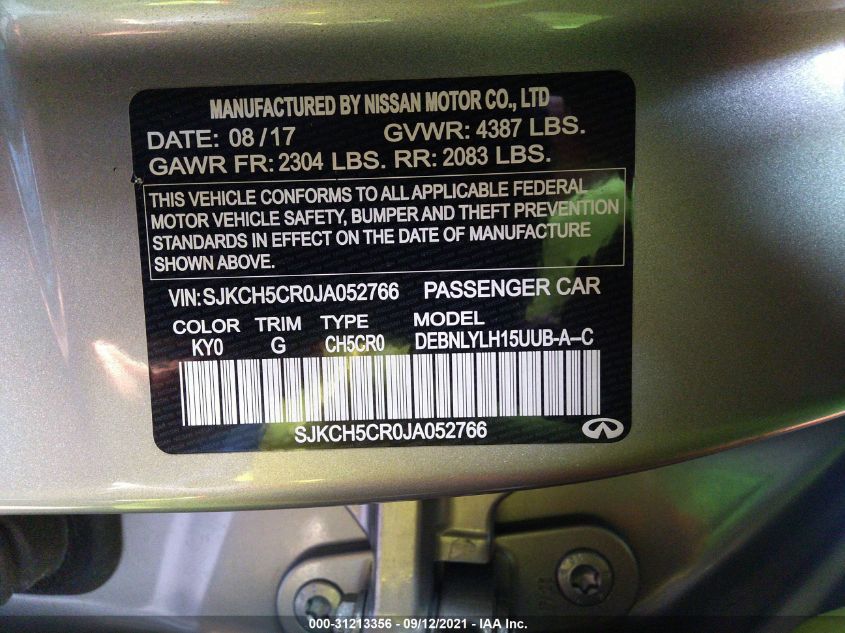 MANUFACTURED BY NISSAN MOTOR CO., LTD
DATE: 08/17 GVWR: 4387 LBS.
GAWR FR: 2304 LBS. RR: 2083 LBS.
THIS VEHICLE CONFORMS TO ALL APPLICABLE FEDERAL
MOTOR VEHICLE SAFETY, BUMPER AND THEFT PREVENTION
STANDARDS IN EFFECT ON THE DATE OF MANUFACTURE
SHOWN ABOVE.
VIN:SJKCH5CR0JA052766 PASSENGER CAR
COLOR TRIM TYPE MODEL
KY0 G CH5CR0 DEBNLYLH15UUB-A-C
SJKCH5CR0JA052766
000-31213356 - 09/12/2021 - IAA Inc.